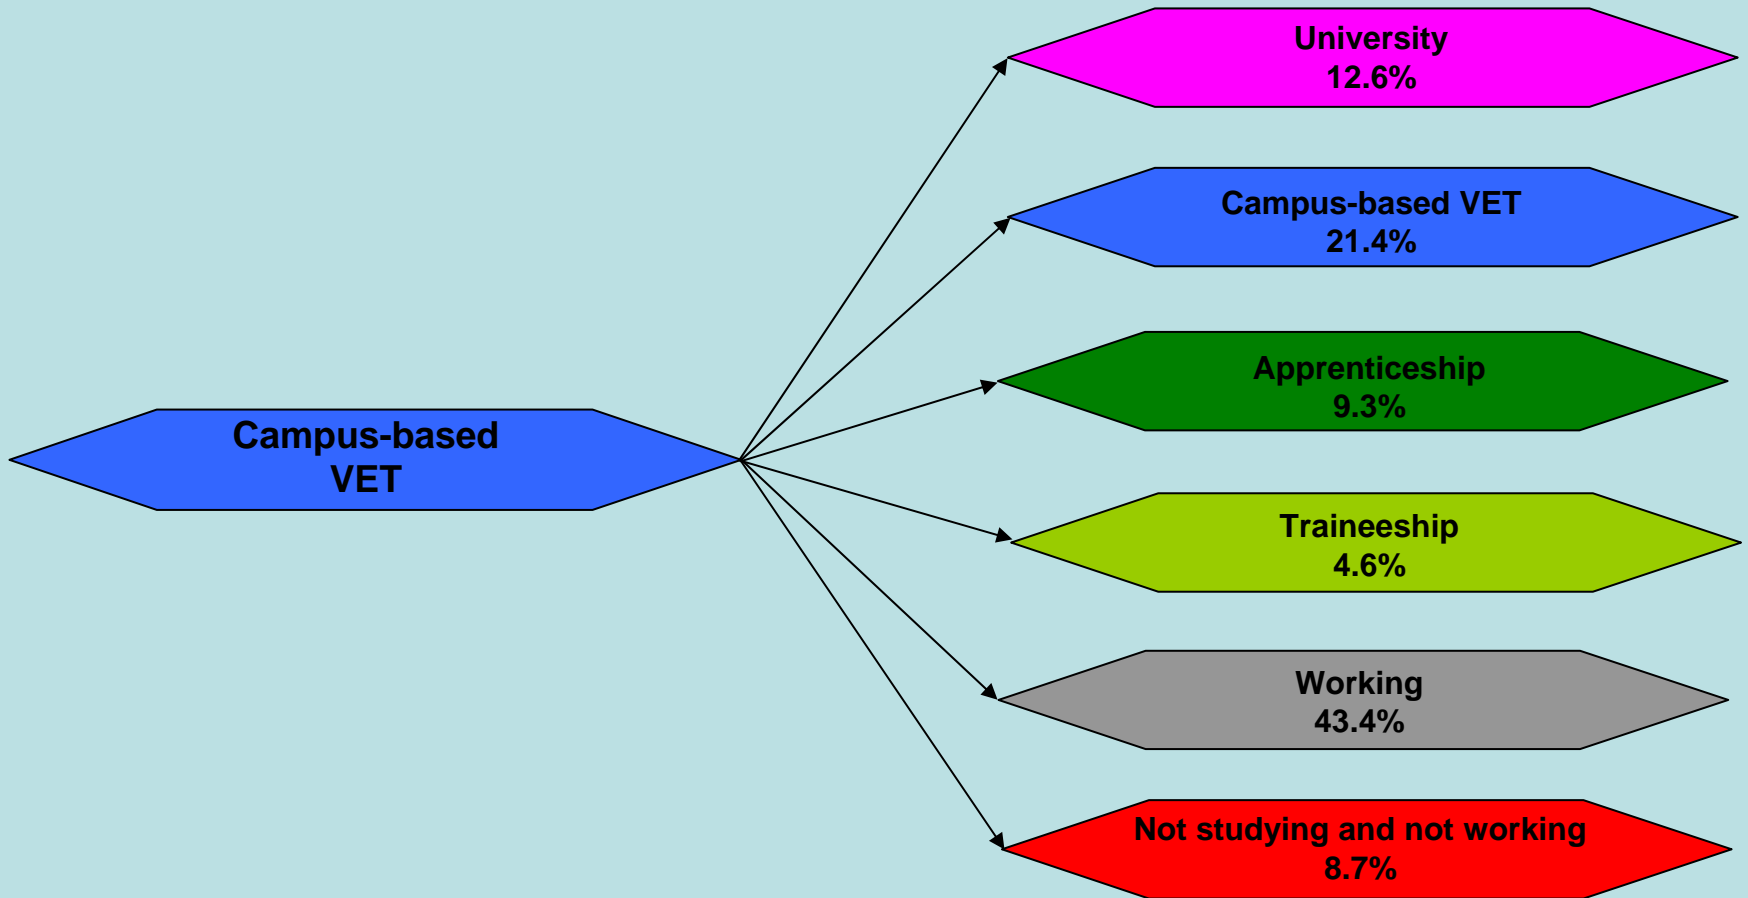 University
12.6%
Campus-based VET
21.4%
Apprenticeship
9.3%
Campus-based
VET
Traineeship
4.6%
Working
43.4%
Not studying and not working
8.7%